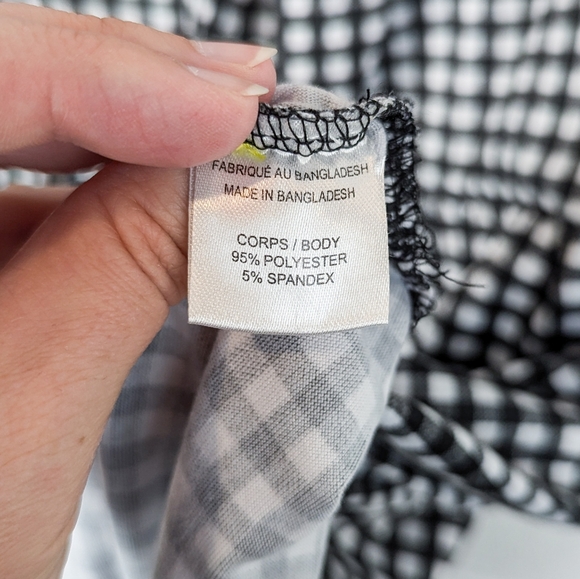 FABRIQUÉ AU BANGLADESH
MADE IN BANGLADESH
CORPS / BODY
95% POLYESTER
5% SPANDEX